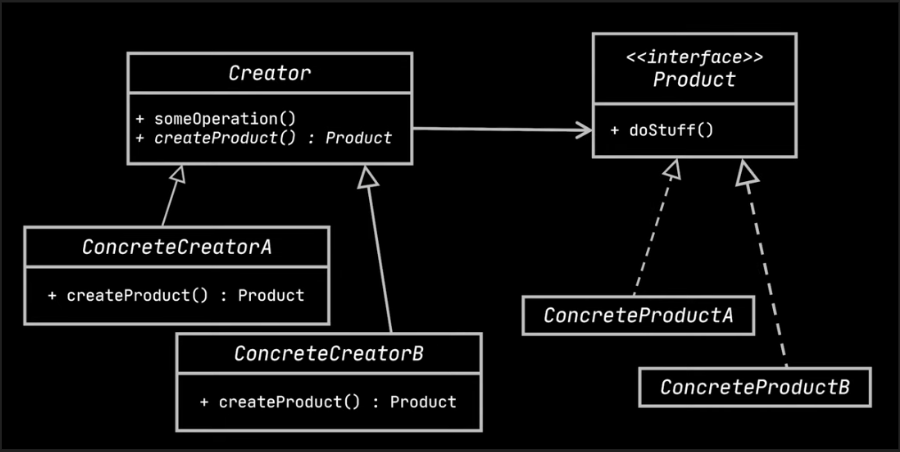 Creator
+ someOperation()
+ createProduct() : Product
<<interface>>
Product
+ doStuff()
ConcreteCreatorA
+ createProduct() : Product
ConcreteCreatorB
+ createProduct() : Product
ConcreteProductA
ConcreteProductB